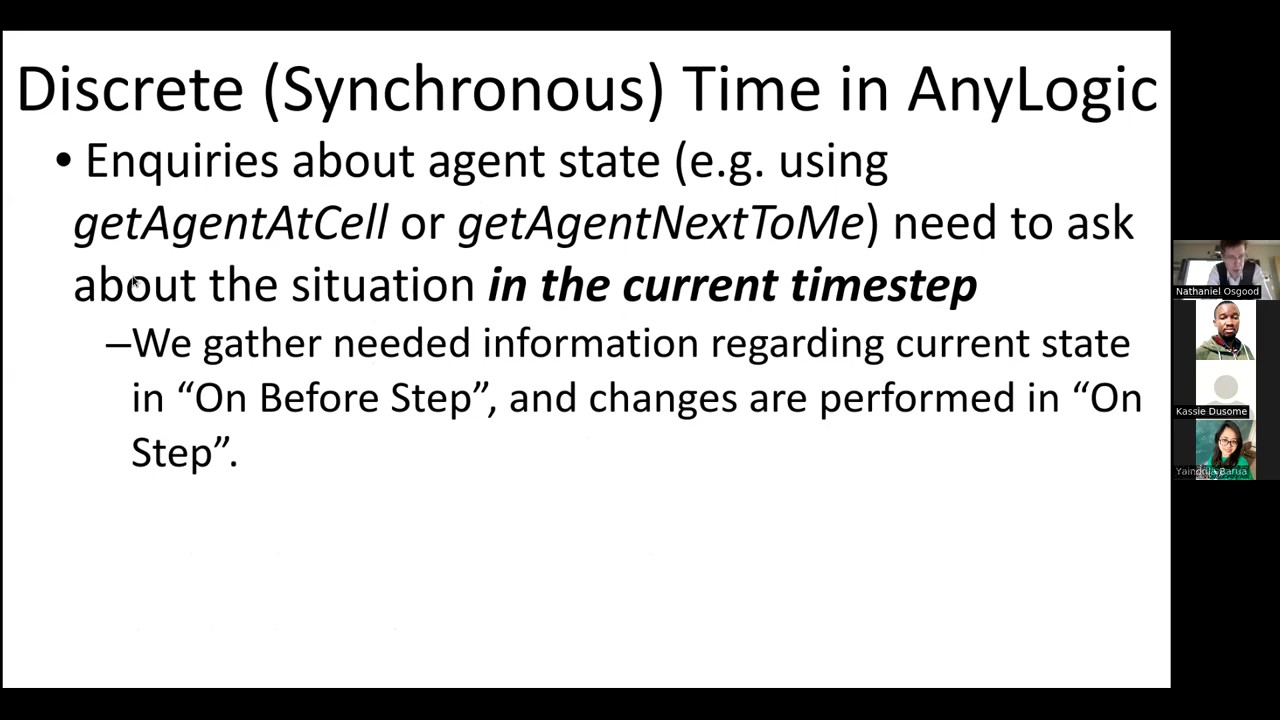 Discrete (Synchronous) Time in AnyLogic
• Enquiries about agent state (e.g. using
getAgentAtCell or getAgentNextToMe) need to ask
about the situation in the current timestep
–We gather needed information regarding current state
in “On Before Step”, and changes are performed in “On
Step”.
Nathaniel Osgood
Kassie Dusome